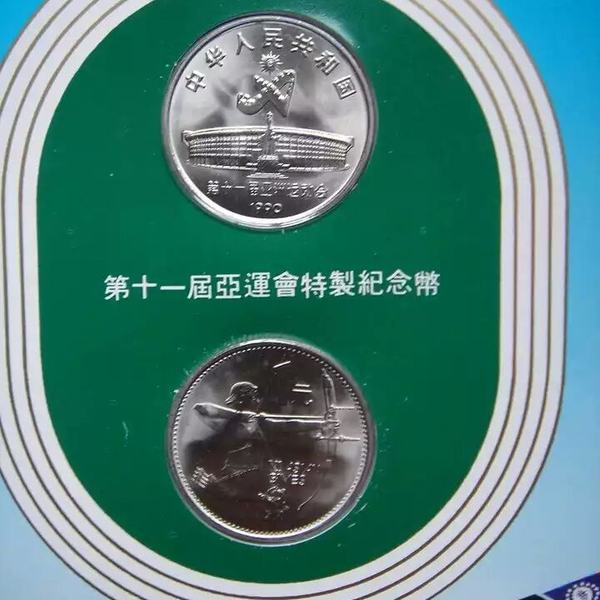 中华人民共和国
第十一届亚洲运动会
1990
第十一屆亞運會特製紀念幣
一元